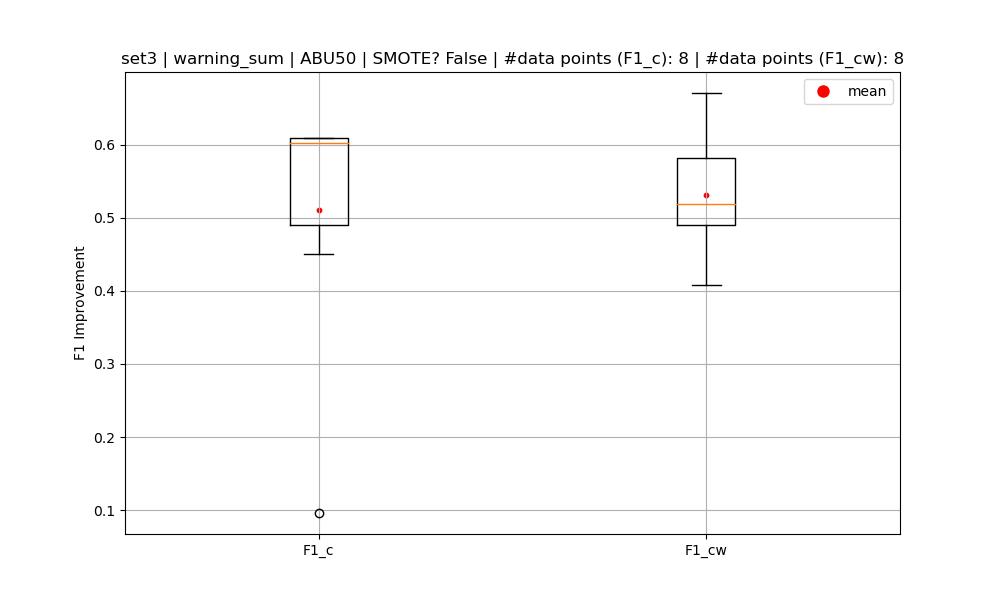 set3 | warning_sum | ABU50 | SMOTE? False | #data points (F1_c): 8 | #data points (F1_cw): 8
mean
F1 Improvement
0.6
0.5
0.4
0.3
0.2
0.1
F1_c
F1_cw